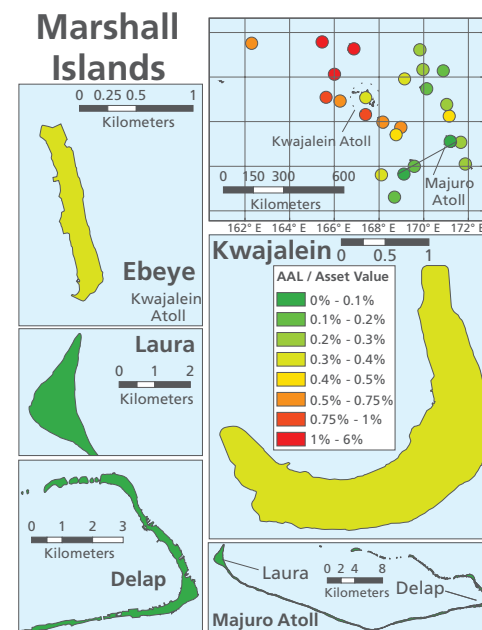 Marshall
Islands
0 0.25 0.5 1
Kilometers
Ebeye
Kwajalein
Atoll
Laura
0 1 2
Kilometers
0 1 2 3
Kilometers
Delap
Kwajalein Atoll
0 150 300 600
Kilometers
Majuro
Atoll
162° E 164° E 166° E 168° E 170° E 172° E
Kwajalein
0 0.5 1
AAL / Asset Value
0% - 0.1%
0.1% - 0.2%
0.2% - 0.3%
0.3% - 0.4%
0.4% - 0.5%
0.5% - 0.75%
0.75% - 1%
1% - 6%
Laura
0 2 4 8
Kilometers
Delap
Majuro Atoll